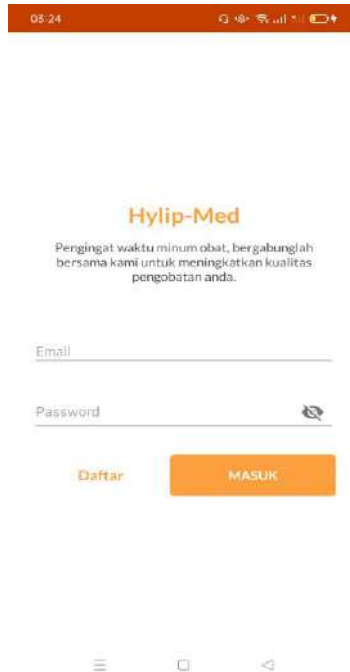 05:24
Hylip-Med
Pengingat waktu minum obat, bergabunglah
bersama kami untuk meningkatkan kualitas
pengobatan anda.
Email
Password
Daftar
MASUK